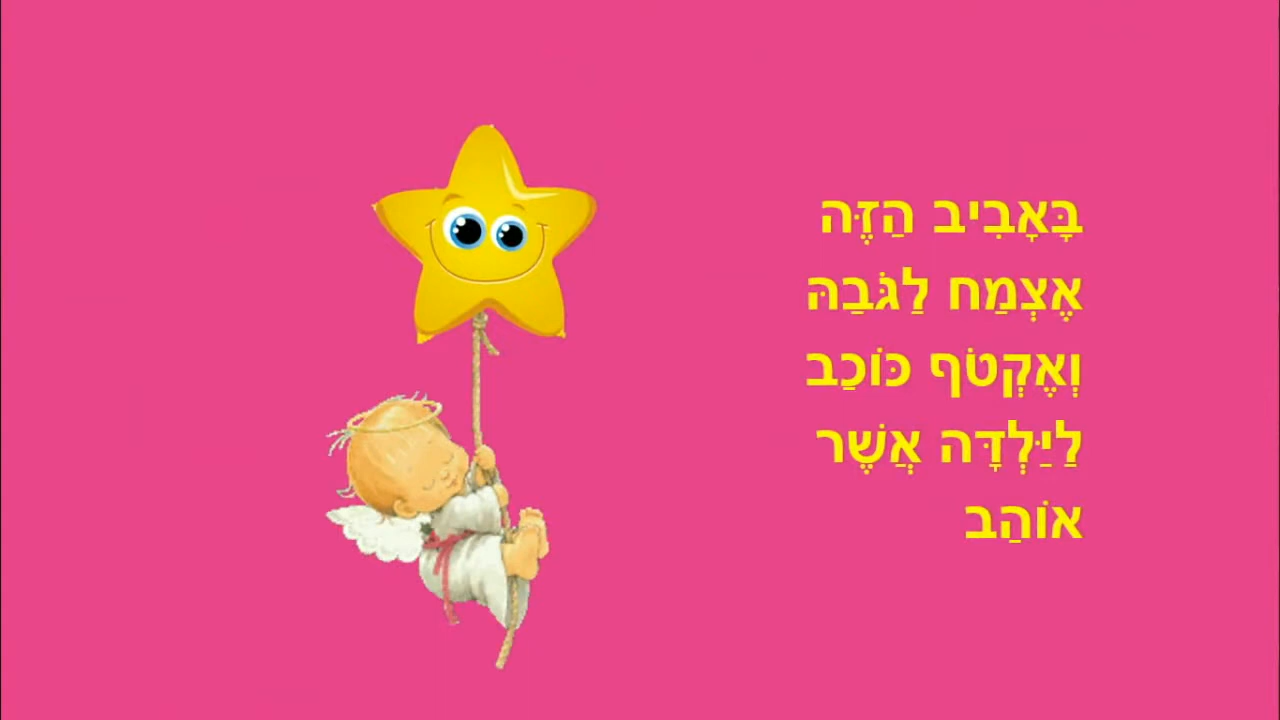 בָּאָבִיב הַזֶּה
אֶצְמַח לַגֹּבַהּ
וְאֶקְטֹף כּוֹכַב
לַיַּלְדָּה אֲשֶׁר
אוֹהַב